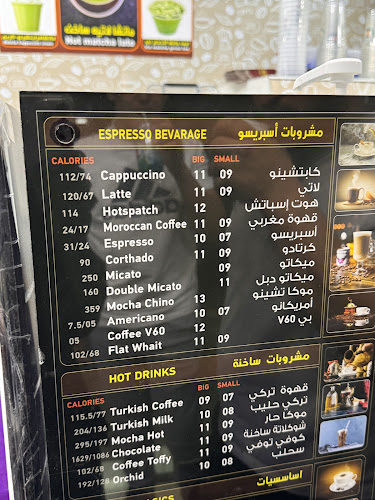 ماتشا لاتيه ساخنة
Hot matcha late
ESPRESSO BEVARAGE مشروبات أسبريسو
CALORIES BIG SMALL
112/74 Cappuccino 11 09 كابتشينو
120/67 Latte 11 09 لاتي
114 Hotspatch 12 هوت إسباتش
24/17 Moroccan Coffee 11 09 قهوة مغربي
31/24 Espresso 10 07 أسبريسو
90 Corthado 11 09 كرتادو
250 Micato 09 ميكاتو
160 Double Micato 11 ميكاتو دبل
359 Mocha Chino 13 موكا تشينو
7.5/05 Americano 10 07 أمريكانو
05 Coffee V60 12 بي V60
102/68 Flat Whait 11 09
HOT DRINKS مشروبات ساخنة
CALORIES BIG SMALL
115.5/77 Turkish Coffee 09 07 قهوة تركي
204/136 Turkish Milk 10 08 تركي حليب
295/197 Mocha Hot 11 09 موكا حار
1629/1086 Chocolate 11 09 شوكلاتة ساخنة
102/68 Coffee Toffy 11 09 كوفي توفي
192/128 Orchid 10 08 سحلب
اساسيات